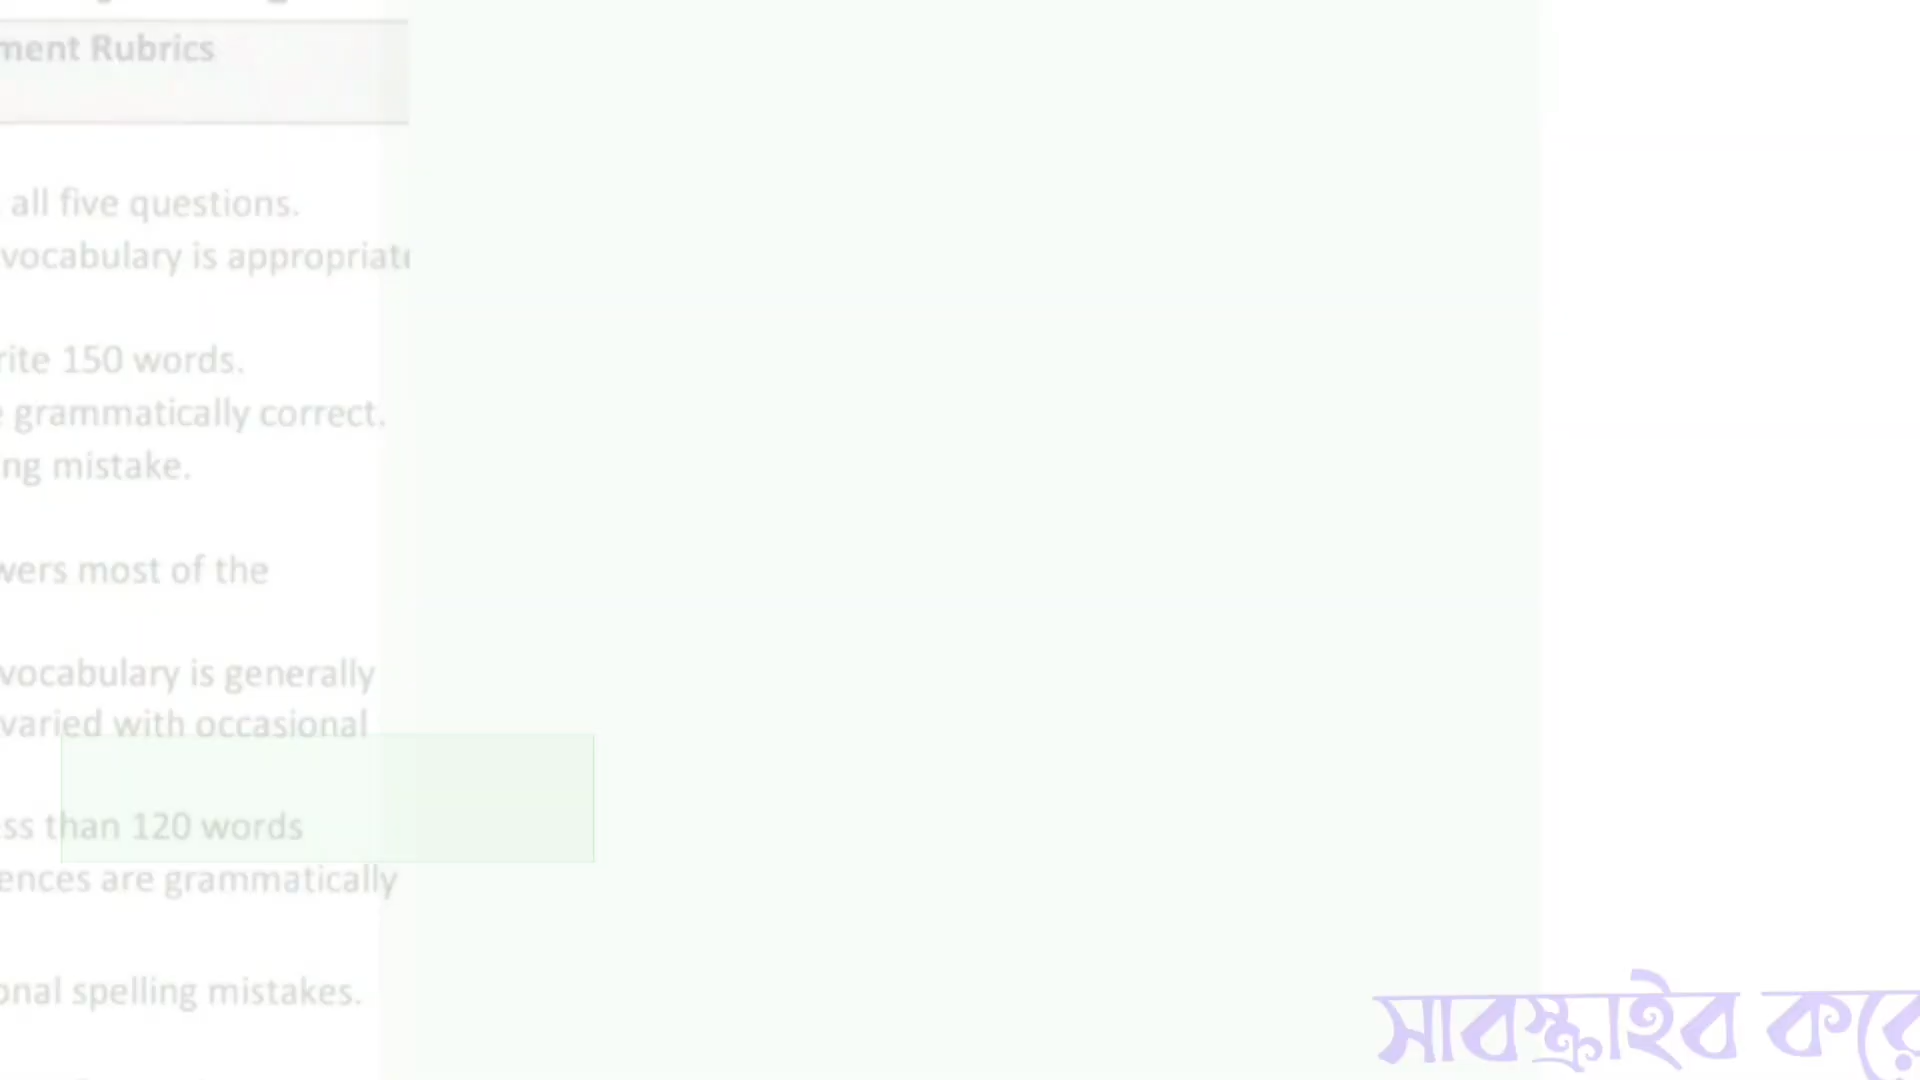 ment Rubrics
all five questions.
vocabulary is appropriate
rite 150 words.
grammatically correct.
ng mistake.
wers most of the
vocabulary is generally
varied with occasional
ss than 120 words
ences are grammatically
onal spelling mistakes.
সাবস্ক্রাইব করে